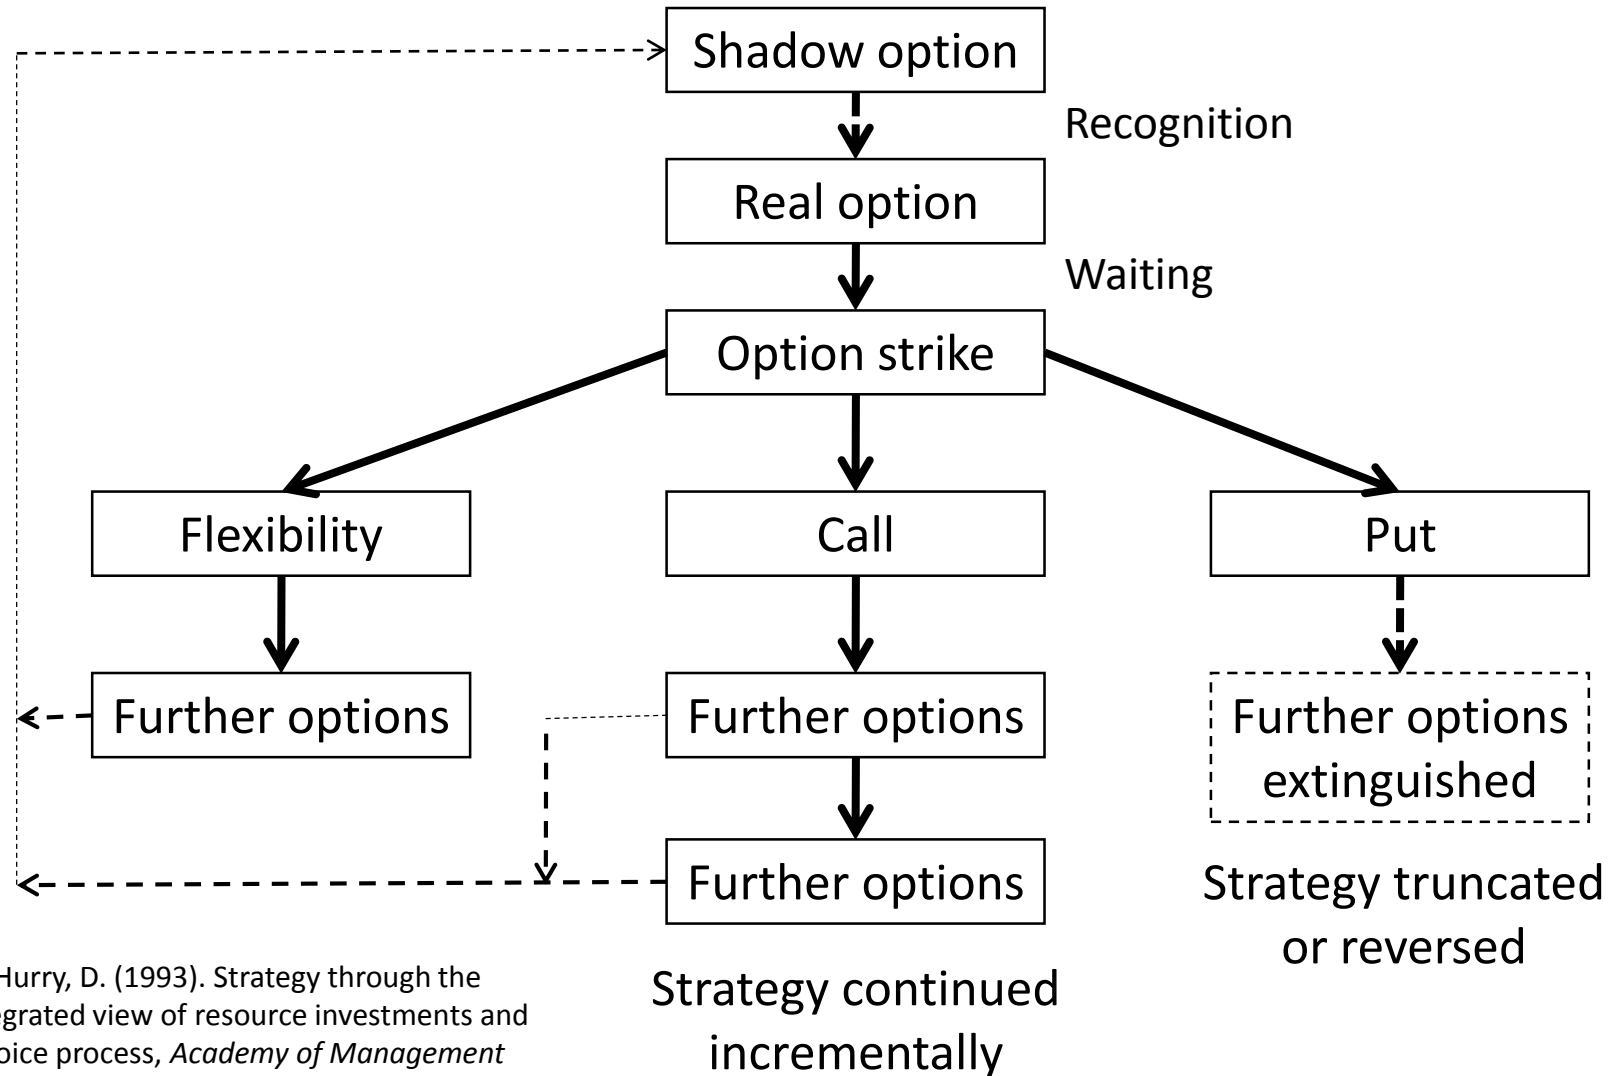 Shadow option
Recognition
Real option
Waiting
Option strike
Flexibility
Call
Put
Further options
Further options
Further options
extinguished
Further options
Strategy truncated
or reversed
Hurry, D. (1993). Strategy through the
egrated view of resource investments and
oice process, Academy of Management
Strategy continued
incrementally